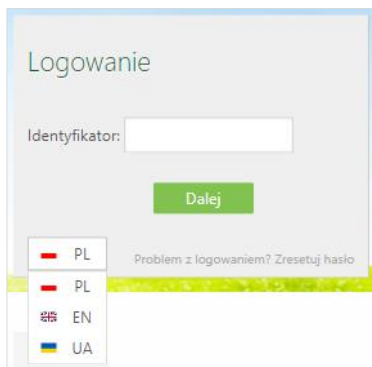 Logowanie
Identyfikator:
Dalej
PL
Problem z logowaniem? Zresetuj hasło
PL
EN
UA